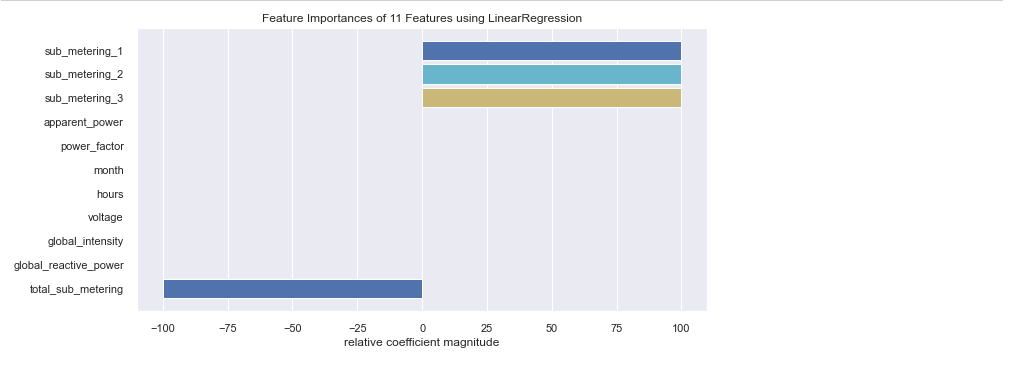 Feature Importances of 11 Features using LinearRegression
sub_metering_1
sub_metering_2
sub_metering_3
apparent_power
power_factor
month
hours
voltage
global_intensity
global_reactive_power
total_sub_metering
−100 −75 −50 −25 0 25 50 75 100
relative coefficient magnitude